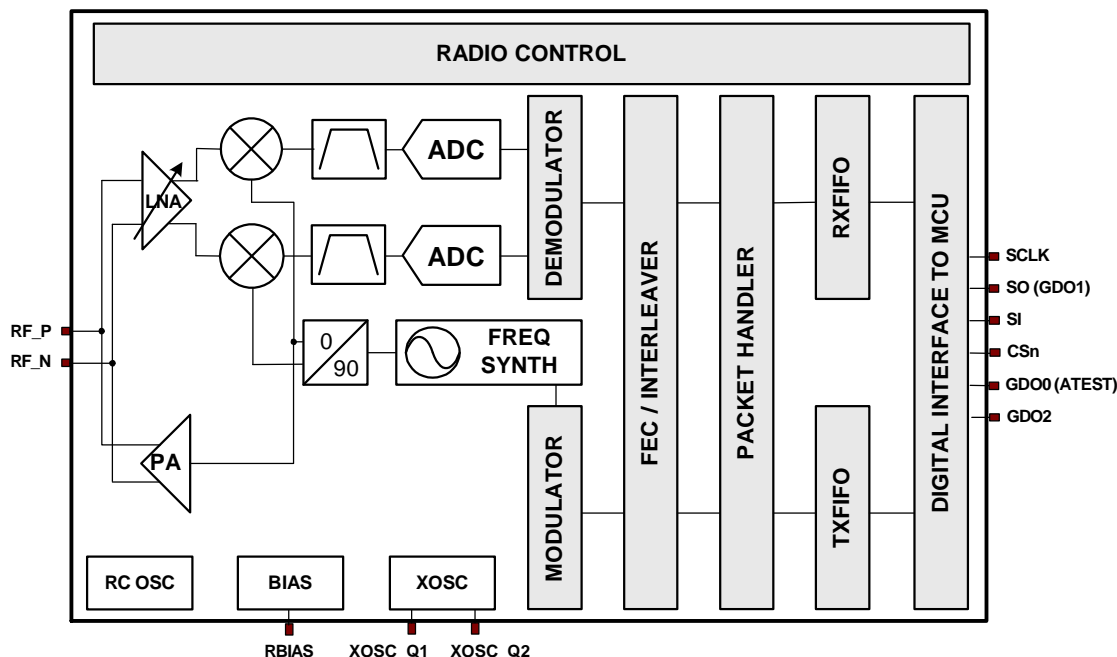 RADIO CONTROL
LNA
ADC
ADC
DEMODULATOR
FEC / INTERLEAVER
PACKET HANDLER
RXFIFO
DIGITAL INTERFACE TO MCU
SCLK
SO (GDO1)
SI
CSn
GDO0 (ATEST)
GDO2
RF_P
RF_N
0
90
FREQ
SYNTH
PA
MODULATOR
TXFIFO
RC OSC
BIAS
XOSC
RBIAS
XOSC_Q1
XOSC_Q2